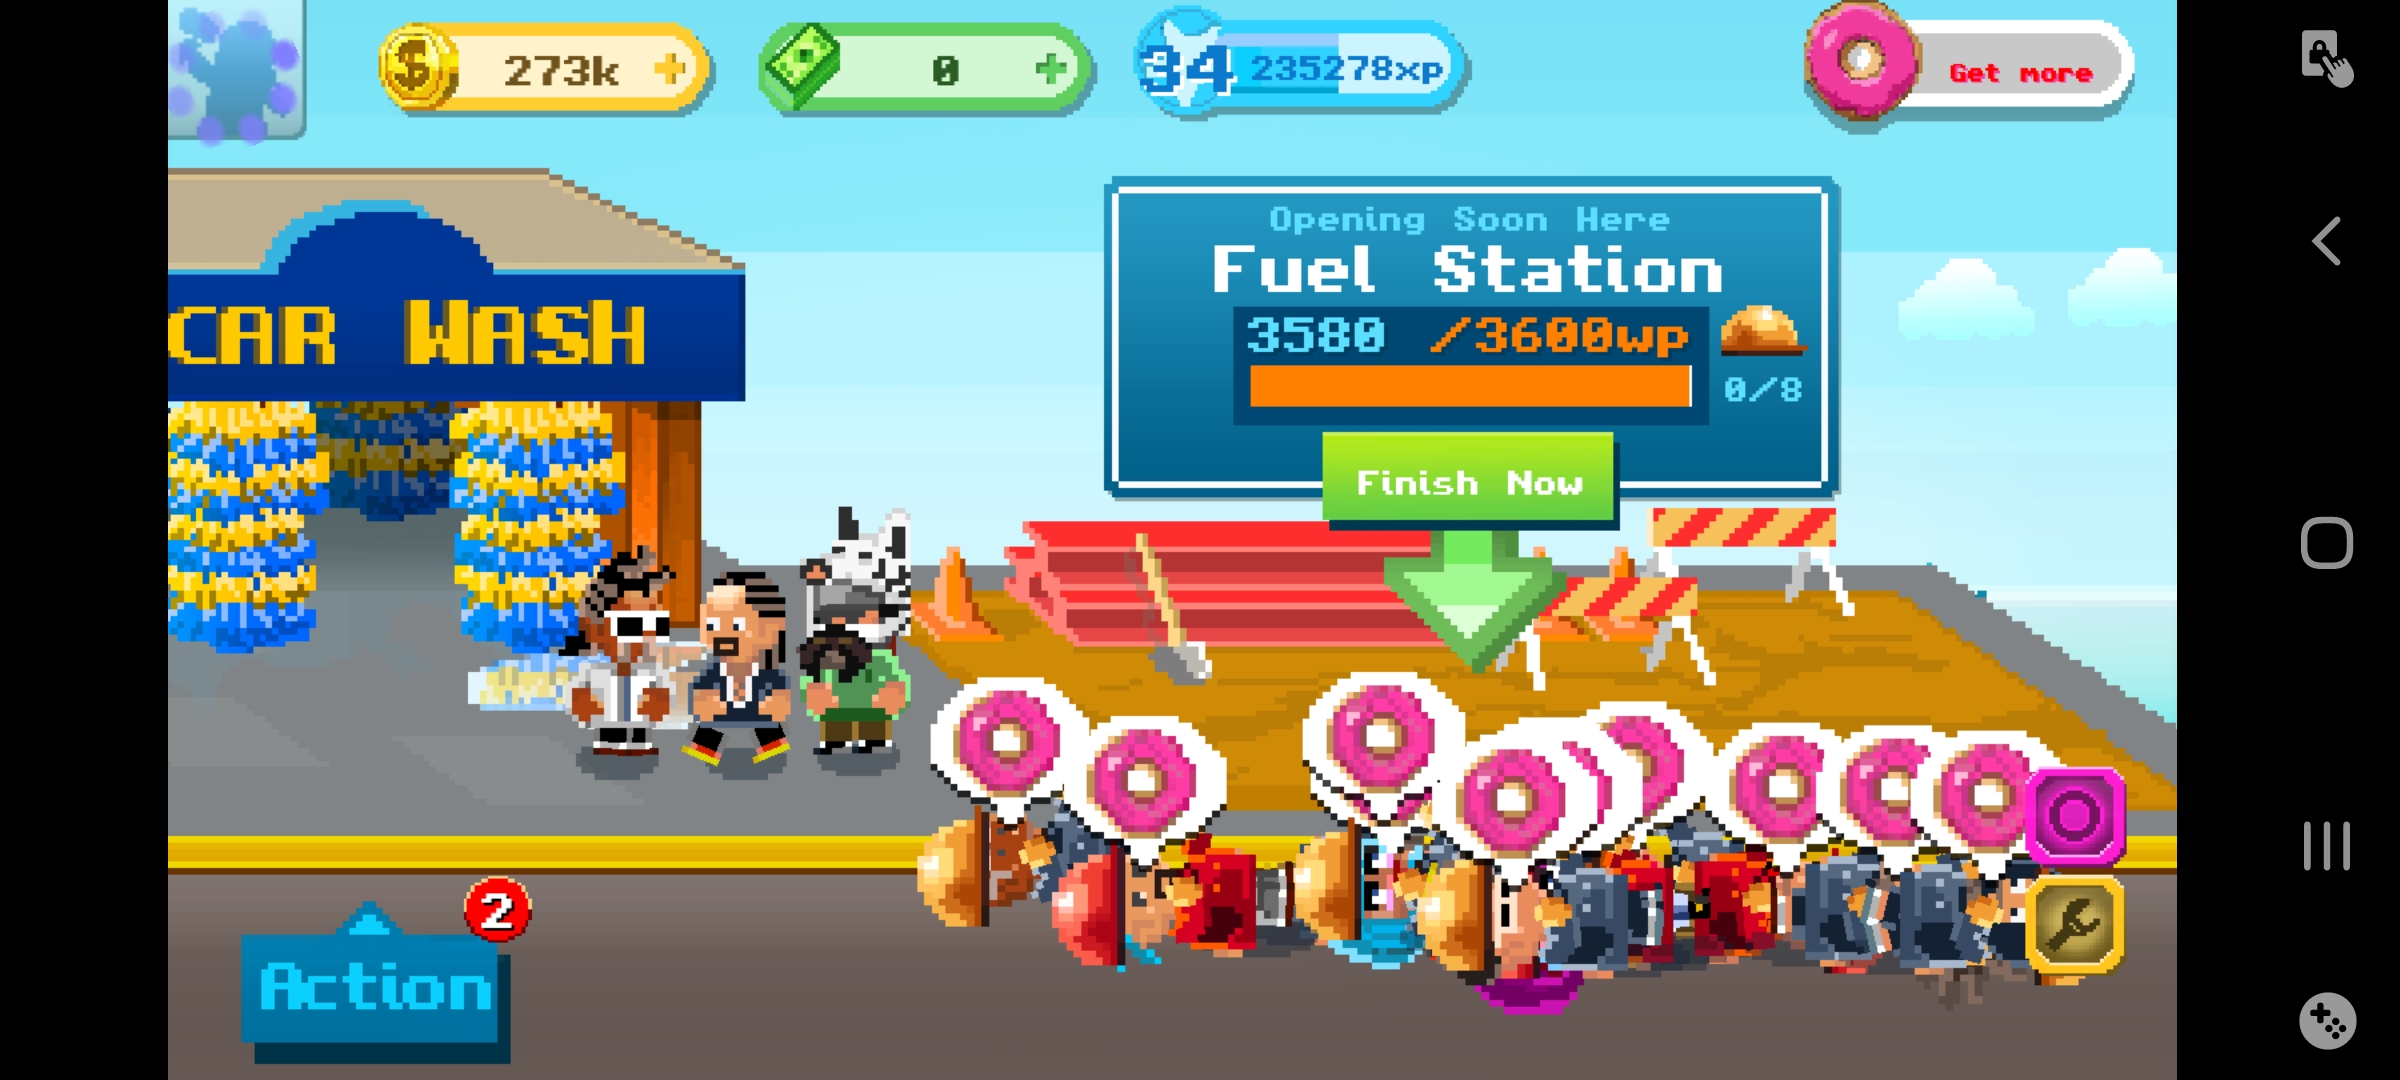 273k
0
34
235278xp
Get more
Opening Soon Here
Fuel Station
3580 /3600wp
0/8
CAR WASH
Finish Now
2
Action